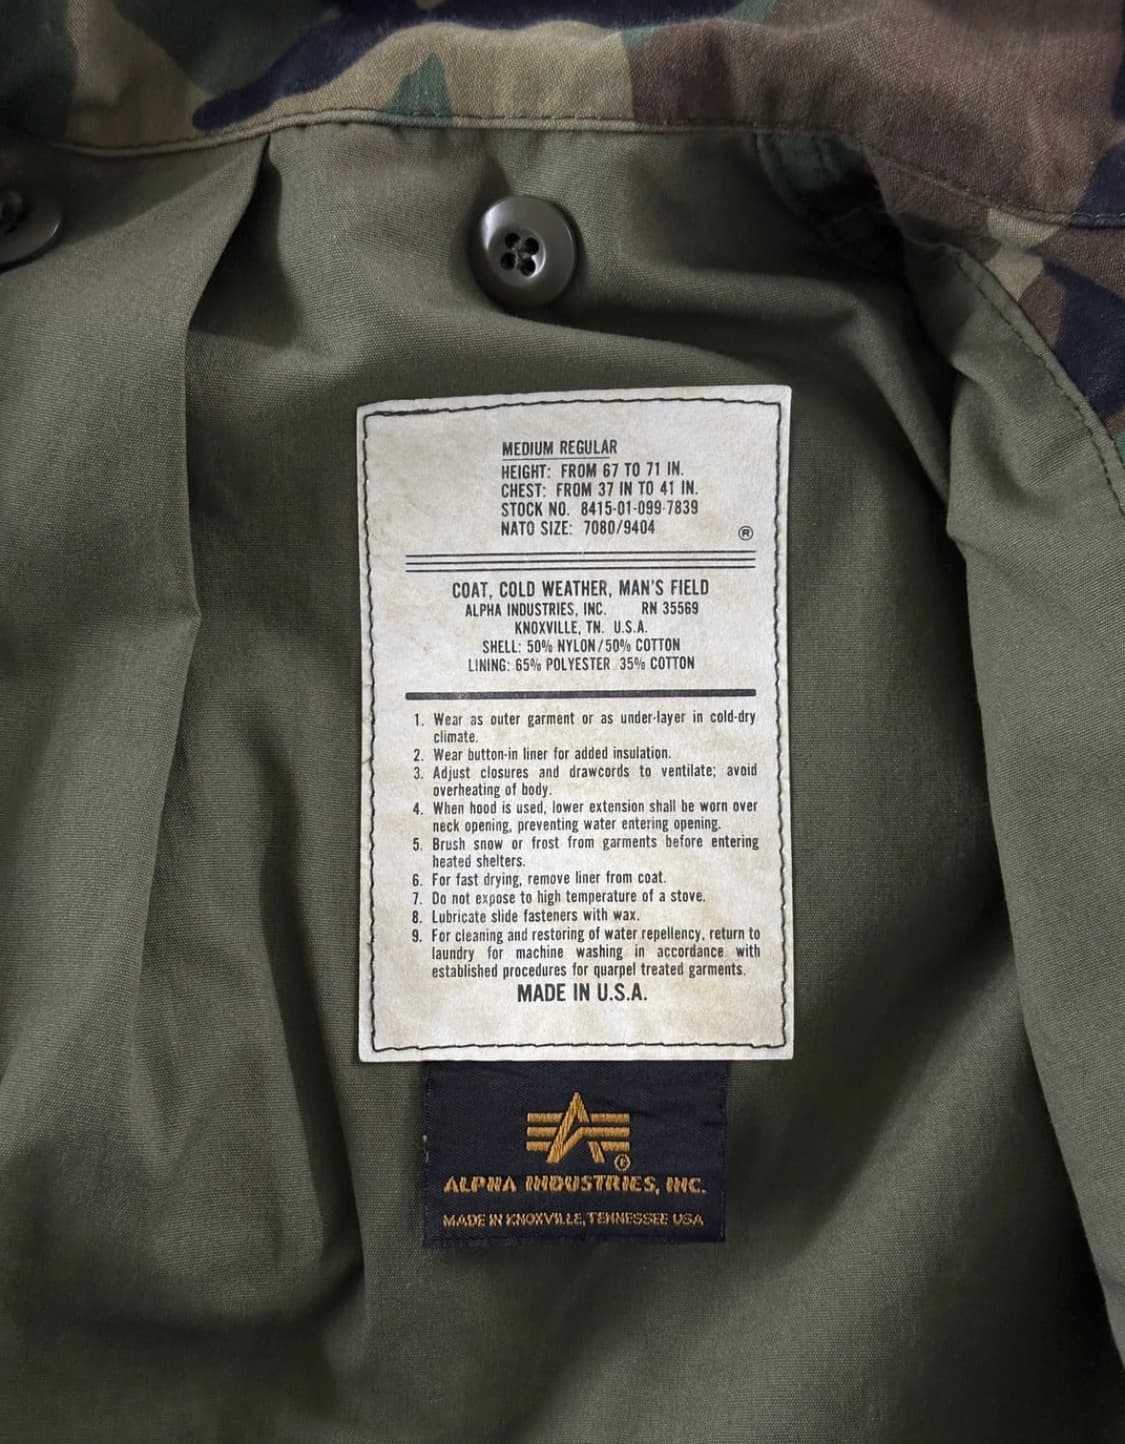 MEDIUM REGULAR
HEIGHT: FROM 67 TO 71 IN.
CHEST: FROM 37 IN TO 41 IN.
STOCK NO. 8415-01-099-7839
NATO SIZE: 7080/9404
®
COAT, COLD WEATHER, MAN'S FIELD
ALPHA INDUSTRIES, INC. RN 35569
KNOXVILLE, TN. U.S.A.
SHELL: 50% NYLON/50% COTTON
LINING: 65% POLYESTER 35% COTTON
1. Wear as outer garment or as under-layer in cold-dry
climate.
2. Wear button-in liner for added insulation.
3. Adjust closures and drawcords to ventilate; avoid
overheating of body.
4. When hood is used, lower extension shall be worn over
neck opening, preventing water entering opening.
5. Brush snow or frost from garments before entering
heated shelters.
6. For fast drying, remove liner from coat.
7. Do not expose to high temperature of a stove.
8. Lubricate slide fasteners with wax.
9. For cleaning and restoring of water repellency, return to
laundry for machine washing in accordance with
established procedures for quarpel treated garments.
MADE IN U.S.A.
©
ALPHA INDUSTRIES, INC.
MADE IN KNOXVILLE, TENNESSEE USA